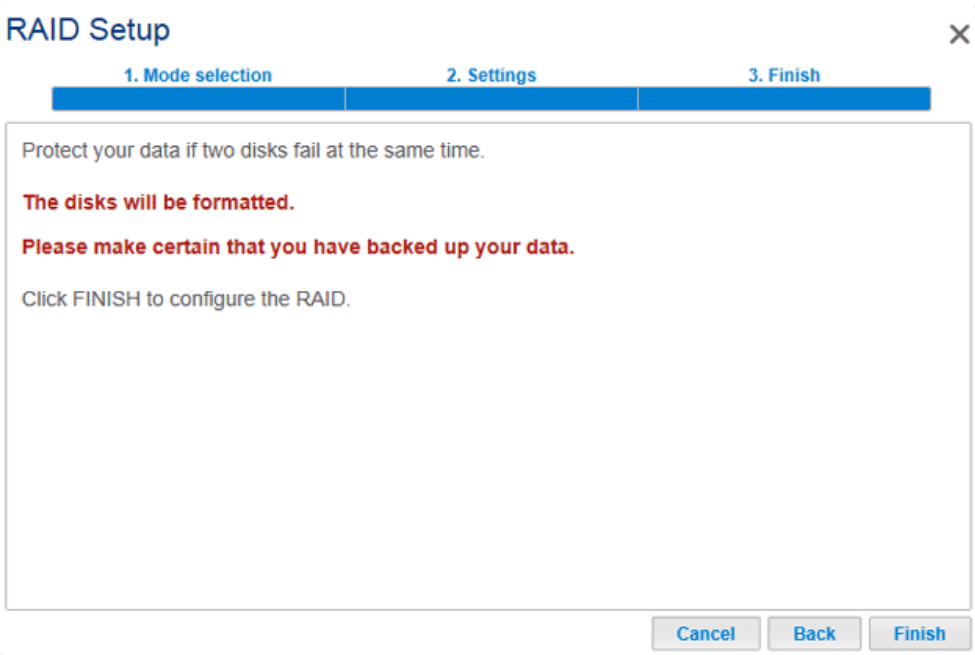 RAID Setup
1. Mode selection
2. Settings
3. Finish
Protect your data if two disks fail at the same time.
The disks will be formatted.
Please make certain that you have backed up your data.
Click FINISH to configure the RAID.
Cancel
Back
Finish